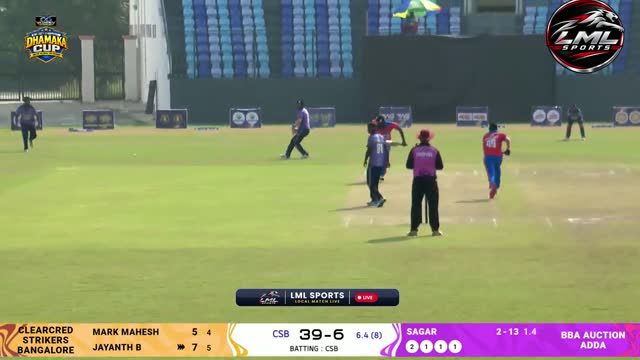 DHAMAKA
CUP
LML
SPORTS
44
LML SPORTS
LOCAL MATCH LIVE
LIVE
CLEARCRED
STRIKERS
BANGALORE
MARK MAHESH 5 4
JAYANTH B 7 5
CSB 39-6 6.4 (8)
BATTING : CSB
SAGAR 2-13 1.4
2 1 1 1
BBA AUCTION
ADDA